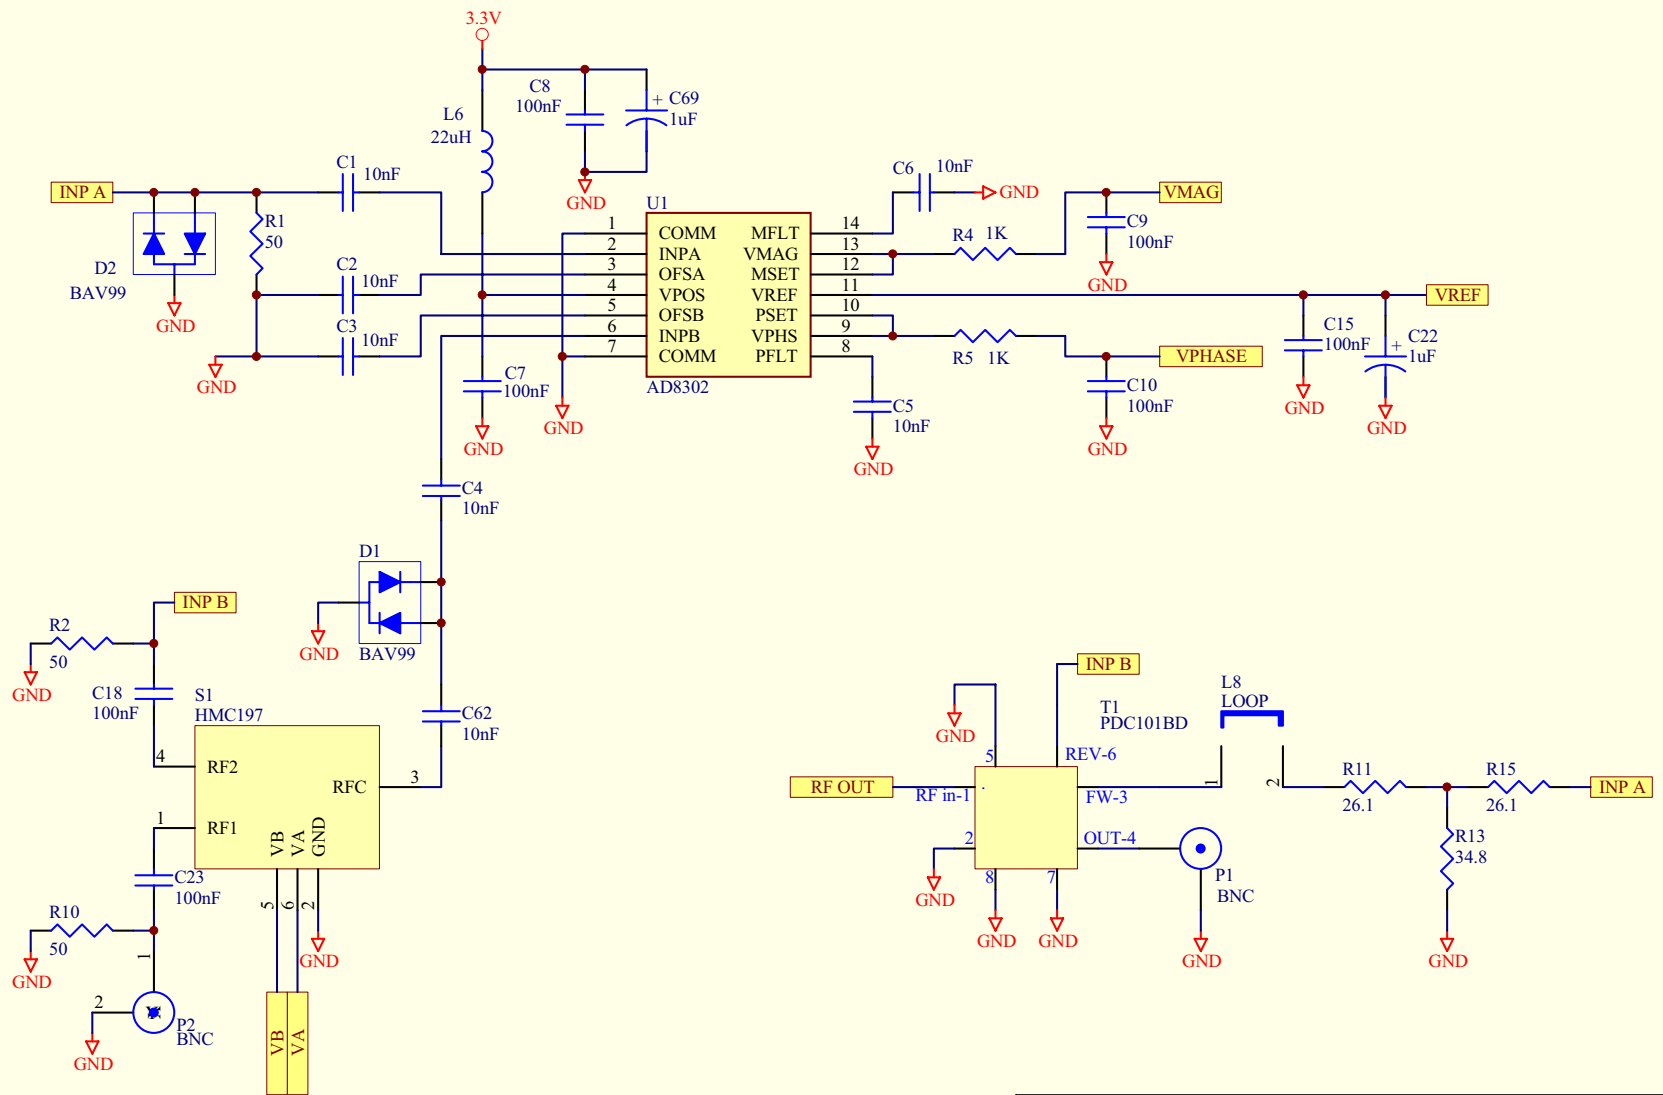 3.3V
C8
100nF
C69
+
1uF
L6
22uH
C1
10nF
INP A
R1
50
D2
BAV99
GND
C2
10nF
C3
10nF
GND
GND
U1
1
2
3
4
5
6
7
COMM
INPA
OFSA
VPOS
OFSB
INPB
COMM
MFLT
VMAG
MSET
VREF
PSET
VPHS
PFLT
14
13
12
11
10
9
8
AD8302
C7
100nF
GND
GND
C6
10nF
GND
R4 1K
VMAG
C9
100nF
GND
VREF
R5 1K
VPHASE
C10
100nF
GND
C15
100nF
GND
C22
+
1uF
GND
C5
10nF
GND
C4
10nF
D1
BAV99
GND
C62
10nF
INP B
R2
50
GND
C18
100nF
S1
HMC197
4
RF2
RFC
3
1
RF1
VB
VA
GND
5
6
2
GND
C23
100nF
R10
50
GND
1
2
P2
BNC
GND
VB
VA
INP B
T1
PDC101BD
L8
LOOP
GND
5
REV-6
RF OUT
RF in-1
FW-3
1
2
R11
26.1
R15
26.1
INP A
R13
34.8
GND
2
OUT-4
GND
8
7
GND
GND
P1
BNC
GND